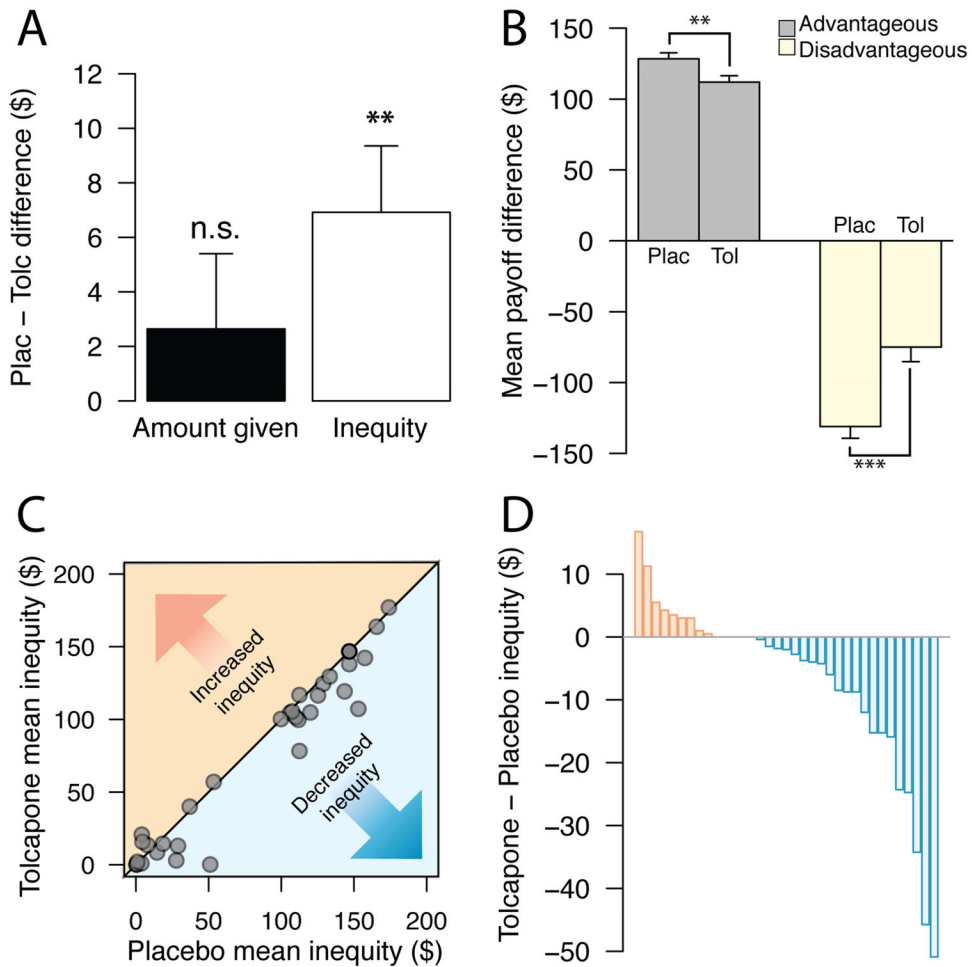 A
Plac – Tolc difference ($)
12
10
8
6
4
2
0
n.s.
**
Amount given
Inequity
B
Mean payoff difference ($)
150
100
50
0
−50
−100
−150
**
Advantageous
Disadvantageous
Plac
Tol
Plac
Tol
***
C
Tolcapone mean inequity ($)
200
150
100
50
0
Increased
inequity
Decreased
inequity
0
50
100
150
200
Placebo mean inequity ($)
D
Tolcapone – Placebo inequity ($)
10
0
−10
−20
−30
−40
−50